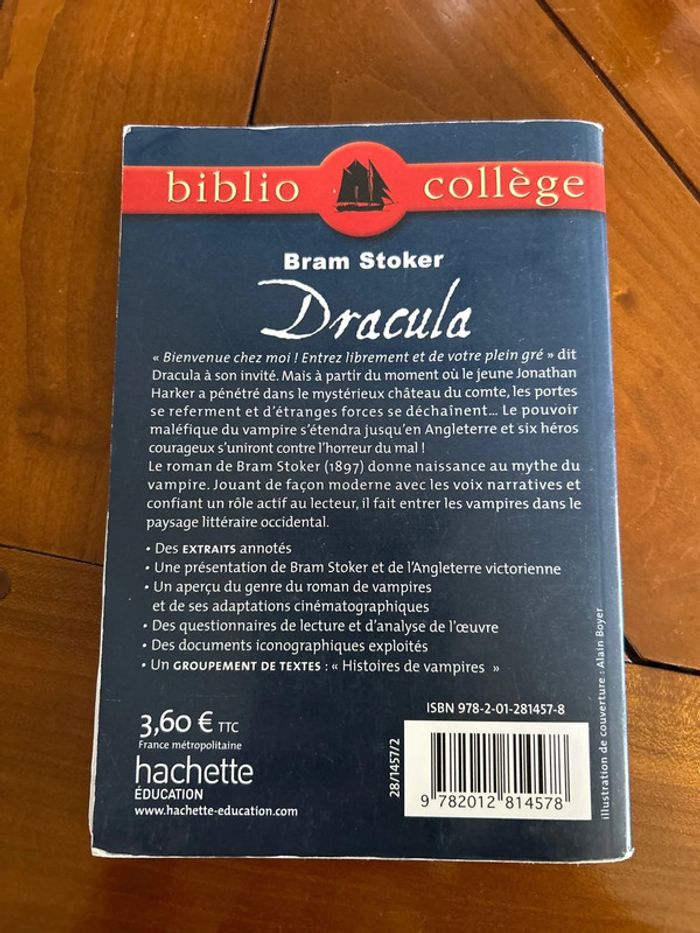 biblio collège
Bram Stoker
Dracula
« Bienvenue chez moi ! Entrez librement et de votre plein gré » dit
Dracula à son invité. Mais à partir du moment où le jeune Jonathan
Harker a pénétré dans le mystérieux château du comte, les portes
se referment et d'étranges forces se déchaînent... Le pouvoir
maléfique du vampire s'étendra jusqu'en Angleterre et six héros
courageux s'uniront contre l'horreur du mal !
Le roman de Bram Stoker (1897) donne naissance au mythe du
vampire. Jouant de façon moderne avec les voix narratives et
confiant un rôle actif au lecteur, il fait entrer les vampires dans le
paysage littéraire occidental.
• Des EXTRAITS annotés
• Une présentation de Bram Stoker et de l'Angleterre victorienne
• Un aperçu du genre du roman de vampires
et de ses adaptations cinématographiques
• Des questionnaires de lecture et d'analyse de l'œuvre
• Des documents iconographiques exploités
• Un GROUPEMENT DE TEXTES : « Histoires de vampires »
3,60 € TTC
France métropolitaine
hachette
ÉDUCATION
www.hachette-education.com
28/1457/2
ISBN 978-2-01-281457-8
9 782012 814578
illustration de couverture : Alain Boyer